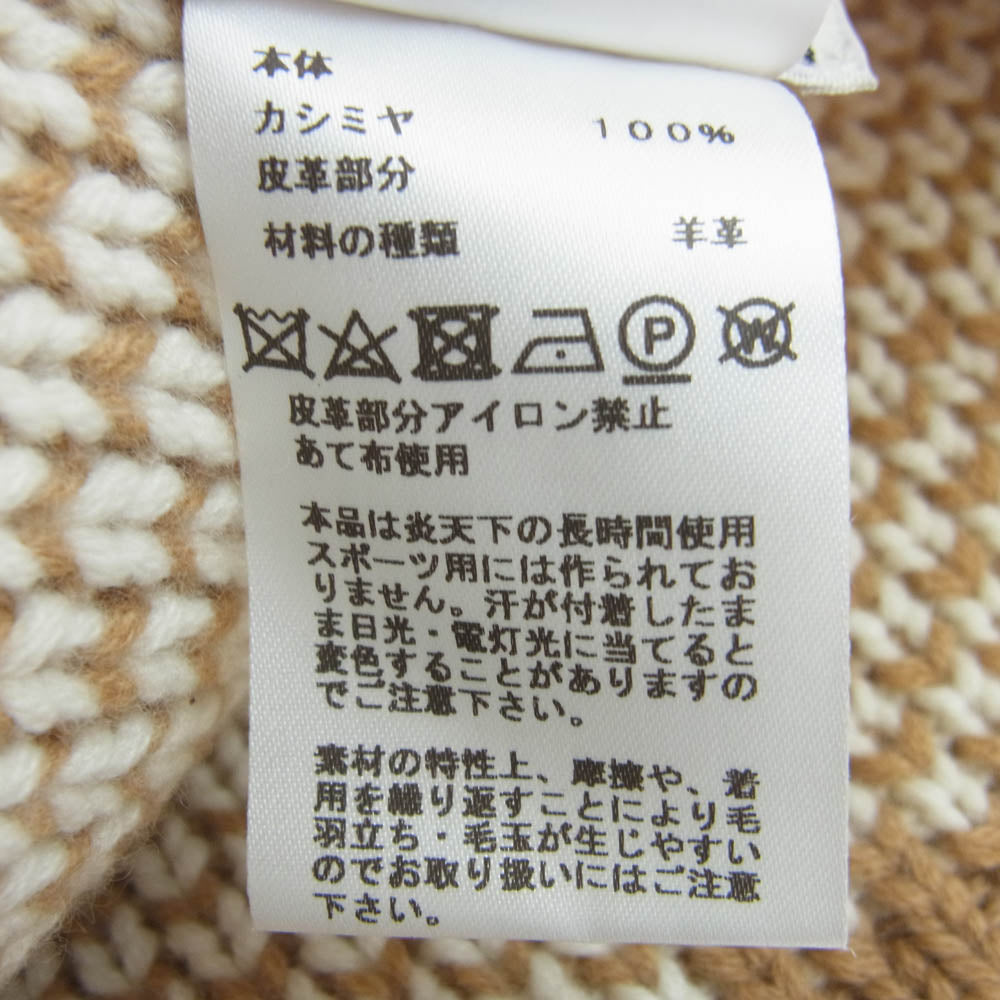 本体
カシミヤ 100%
皮革部分
材料の種類 羊革
P W
皮革部分アイロン禁止
あて布使用
本品は炎天下の長時間使用
スポーツ用には作られてお
りません。汗が付着したま
ま日光・電灯光に当てると
変色することがありますの
でご注意下さい。
素材の特性上、摩擦や、着
用を繰り返すことにより毛
羽立ち・毛玉が生じやすい
のでお取り扱いにはご注意
下さい。